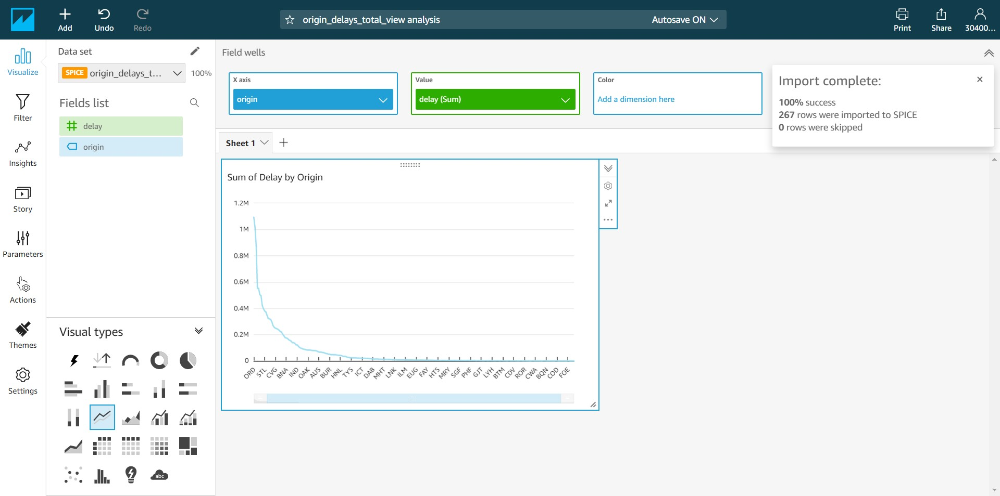 Add
Undo
Redo
origin_delays_total_view analysis
Autosave ON
Print
Share
30400...
Visualize
Filter
Insights
Story
Parameters
Actions
Themes
Settings
Data set
SPICE origin_delays_t... 100%
Fields list
delay
origin
Visual types
abc
Field wells
X axis
origin
Value
delay (Sum)
Color
Add a dimension here
Import complete:
100% success
267 rows were imported to SPICE
0 rows were skipped
Sheet 1
Sum of Delay by Origin
1.2M
1M
0.8M
0.6M
0.4M
0.2M
0
ORD STL CVG BNA IND OAK AUS BUR HNL TYS ICT DAB MHT LNK ILM EUG FAY HTS MRY SGF PHF GJT LYH BTM CDV ROR CWA BQN COD FOE